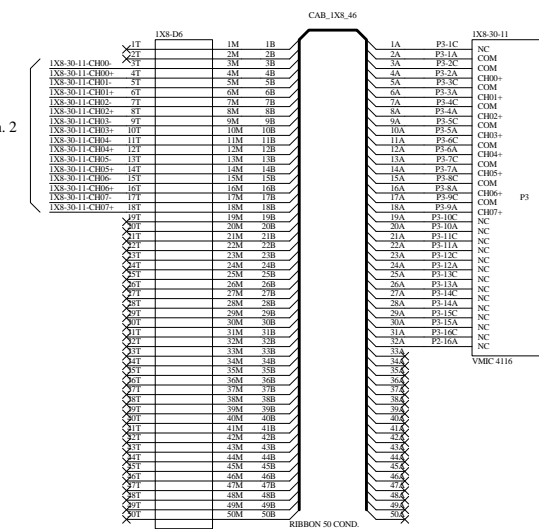 CAB_1X8_46
1X8-D6 1X8-30-11
1T 1M 1B 1A P3-1C NC
2T 2M 2B 2A P3-1A COM
1X8-30-11-CH00- 3T 3M 3B 3A P3-2C COM
1X8-30-11-CH00+ 4T 4M 4B 4A P3-2A CH00+
1X8-30-11-CH01- 5T 5M 5B 5A P3-3C COM
1X8-30-11-CH01+ 6T 6M 6B 6A P3-3A CH01+
1X8-30-11-CH02- 7T 7M 7B 7A P3-4C COM
1X8-30-11-CH02+ 8T 8M 8B 8A P3-4A CH02+
1X8-30-11-CH03- 9T 9M 9B 9A P3-5C COM
. 2 1X8-30-11-CH03+ 10T 10M 10B 10A P3-5A CH03+
1X8-30-11-CH04- 11T 11M 11B 11A P3-6C COM
1X8-30-11-CH04+ 12T 12M 12B 12A P3-6A CH04+
1X8-30-11-CH05- 13T 13M 13B 13A P3-7C COM
1X8-30-11-CH05+ 14T 14M 14B 14A P3-7A CH05+
1X8-30-11-CH06- 15T 15M 15B 15A P3-8C COM
1X8-30-11-CH06+ 16T 16M 16B 16A P3-8A CH06+
1X8-30-11-CH07- 17T 17M 17B 17A P3-9C COM P3
1X8-30-11-CH07+ 18T 18M 18B 18A P3-9A CH07+
19T 19M 19B 19A P3-10C NC
20T 20M 20B 20A P3-10A NC
21T 21M 21B 21A P3-11C NC
22T 22M 22B 22A P3-11A NC
23T 23M 23B 23A P3-12C NC
24T 24M 24B 24A P3-12A NC
25T 25M 25B 25A P3-13C NC
26T 26M 26B 26A P3-13A NC
27T 27M 27B 27A P3-14C NC
28T 28M 28B 28A P3-14A NC
29T 29M 29B 29A P3-15C NC
30T 30M 30B 30A P3-15A NC
31T 31M 31B 31A P3-16C NC
32T 32M 32B 32A P2-16A NC
33T 33M 33B 33A
34T 34M 34B 34A VMIC 4116
35T 35M 35B 35A
36T 36M 36B 36A
37T 37M 37B 37A
38T 38M 38B 38A
39T 39M 39B 39A
40T 40M 40B 40A
41T 41M 41B 41A
42T 42M 42B 42A
43T 43M 43B 43A
44T 44M 44B 44A
45T 45M 45B 45A
46T 46M 46B 46A
47T 47M 47B 47A
48T 48M 48B 48A
49T 49M 49B 49A
50T 50M 50B 50A
RIBBON 50 COND.